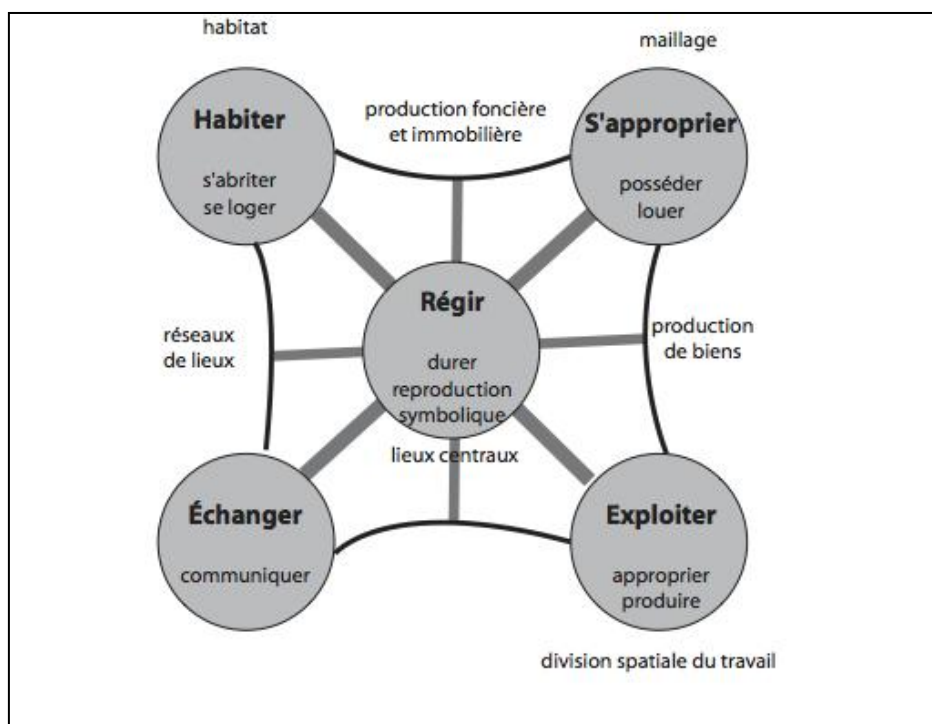 habitat
maillage
Habiter
s'abriter
se loger
production foncière
et immobilière
S'approprier
posséder
louer
Régir
durer
reproduction
symbolique
réseaux
de lieux
production
de biens
lieux centraux
Échanger
communiquer
Exploiter
approprier
produire
division spatiale du travail